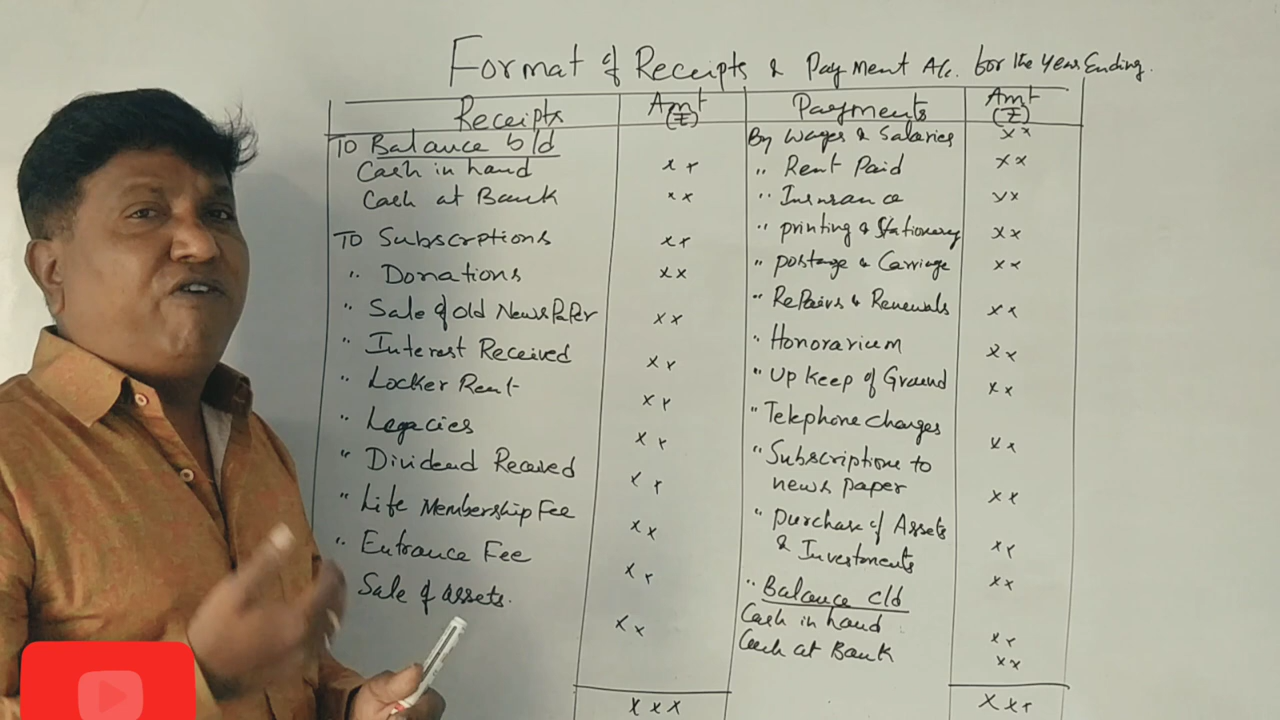 Format of Receipts & Payment A/c. for the Year Ending.
Receipts Amt (₹) Payments Amt (₹)
To Balance b/d By Wages & Salaries xx
Cash in hand xx " Rent Paid xx
Cash at Bank xx " Insurance xx
To Subscrptions xx " printing & Stationery xx
" Donations xx " postage & Carriage xx
" Sale of old News PaPer xx " RePairs & Renewals xx
" Interest Received xx " Honorarium xx
" Locker Rent xx " Up keep of Ground xx
" Legacies xx " Telephone charges xx
" Dividend Received xx " Subscriptions to
news paper xx
" Life Membership Fee xx " purchase of Assets
& Investments xx
" Entrance Fee xx " Balance c/d xx
Sale of assets. xx Cash in hand xx
Cash at Bank xx
xxx xxx